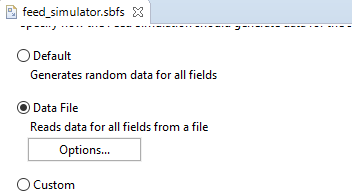 feed_simulator.sbfs
Default
Generates random data for all fields
Data File
Reads data for all fields from a file
Options...
Custom